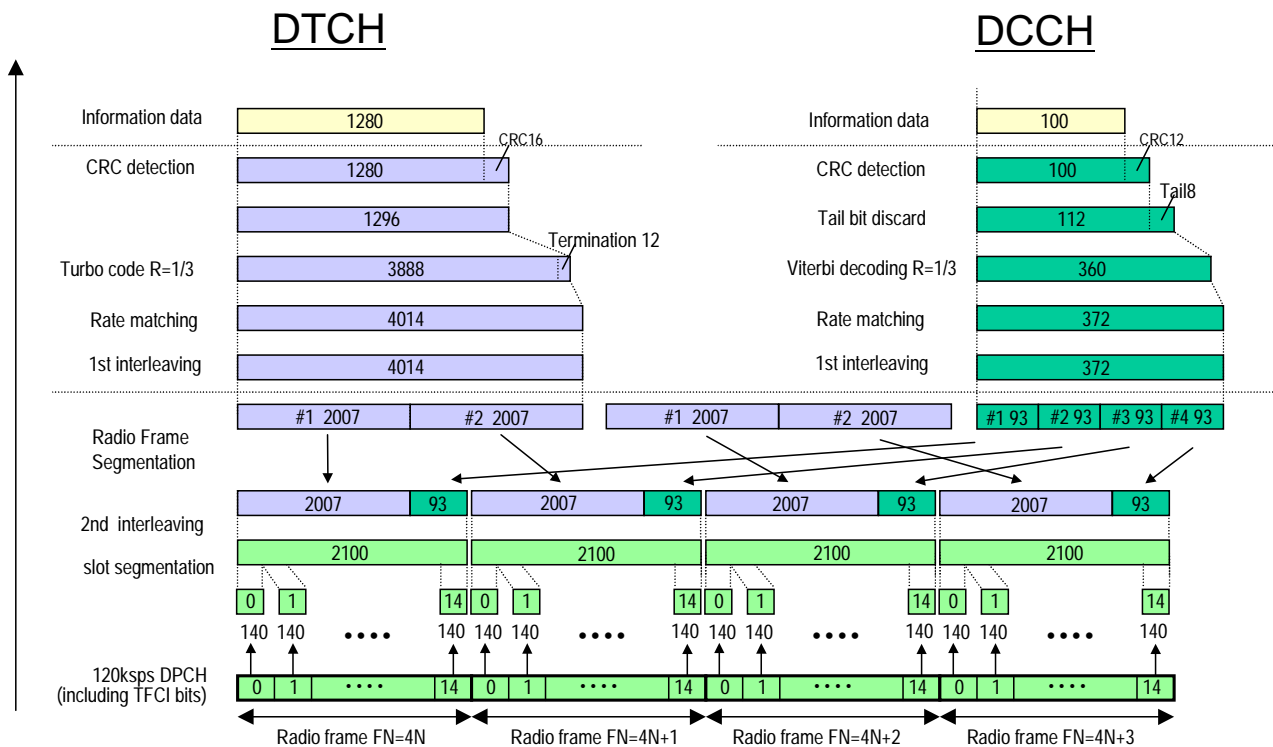 DTCH DCCH
Information data 1280 Information data 100
CRC16 CRC12
CRC detection 1280 CRC detection 100
Tail8
1296 Tail bit discard 112
Termination 12
Turbo code R=1/3 3888 Viterbi decoding R=1/3 360
Rate matching 4014 Rate matching 372
1st interleaving 4014 1st interleaving 372
#1 2007 #2 2007 #1 2007 #2 2007 #1 93 #2 93 #3 93 #4 93
Radio Frame
Segmentation
2007 93 2007 93 2007 93 2007 93
2nd interleaving
2100 2100 2100 2100
slot segmentation
0 1 14 0 1 14 0 1 14 0 1 14
140 140 •••• 140 140 140 •••• 140 140 140 •••• 140 140 140 •••• 140
120ksps DPCH
(including TFCI bits)
0 1 •••• 14 0 1 •••• 14 0 1 •••• 14 0 1 •••• 14
Radio frame FN=4N Radio frame FN=4N+1 Radio frame FN=4N+2 Radio frame FN=4N+3